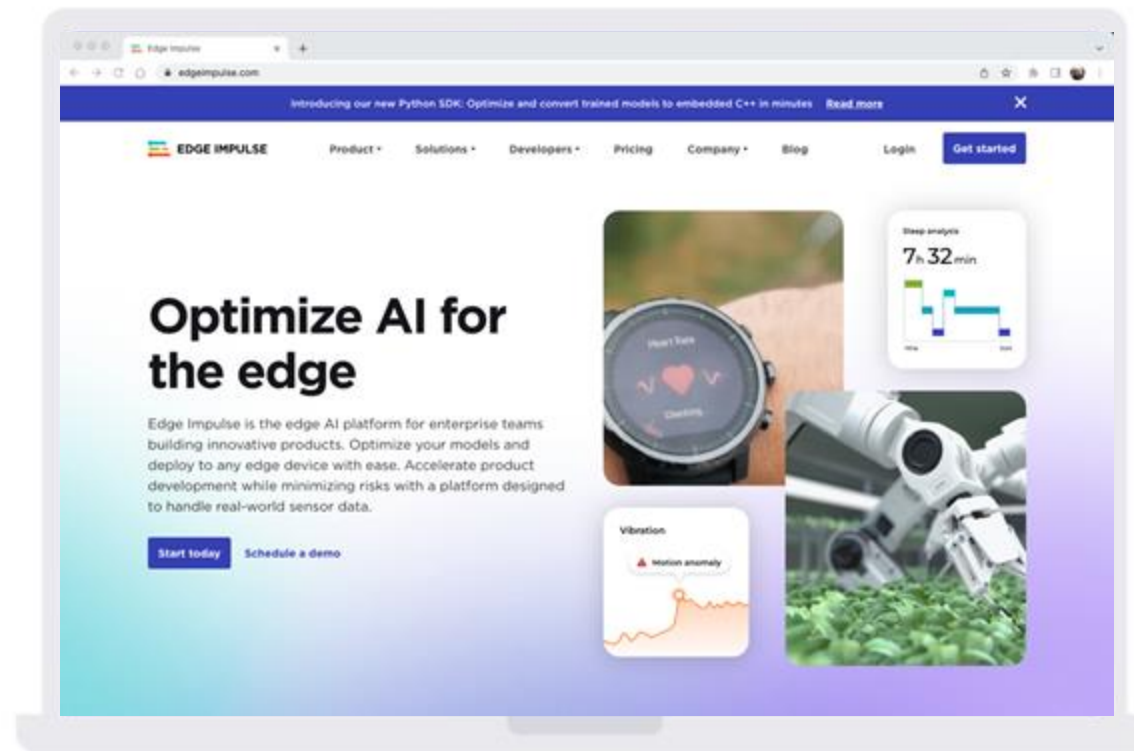 Edge Impulse
edgeimpulse.com
Introducing our new Python SDK: Optimize and convert trained models to embedded C++ in minutes Read more
EDGE IMPULSE Product Solutions Developers Pricing Company Blog Login Get started
Optimize AI for
the edge
Edge Impulse is the edge AI platform for enterprise teams
building innovative products. Optimize your models and
deploy to any edge device with ease. Accelerate product
development while minimizing risks with a platform designed
to handle real-world sensor data.
Start today Schedule a demo
Heart Rate
Sleep analysis
7h 32min
Vibration
Motion anomaly